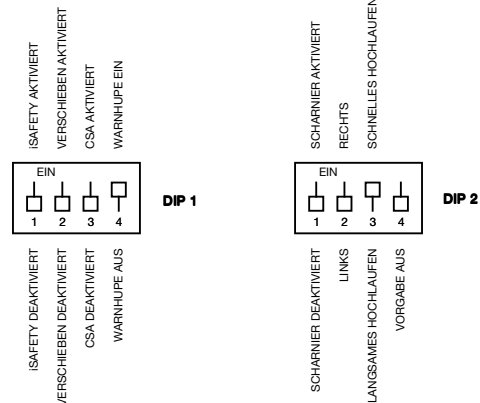 iSAFETY AKTIVIERT
VERSCHIEBEN AKTIVIERT
CSA AKTIVIERT
WARNHUPE EIN
EIN
1 2 3 4
DIP 1
iSAFETY DEAKTIVIERT
VERSCHIEBEN DEAKTIVIERT
CSA DEAKTIVIERT
WARNHUPE AUS
SCHARNIER AKTIVIERT
RECHTS
SCHNELLES HOCHLAUFEN
EIN
1 2 3 4
DIP 2
SCHARNIER DEAKTIVIERT
LINKS
LANGSAMES HOCHLAUFEN
VORGABE AUS